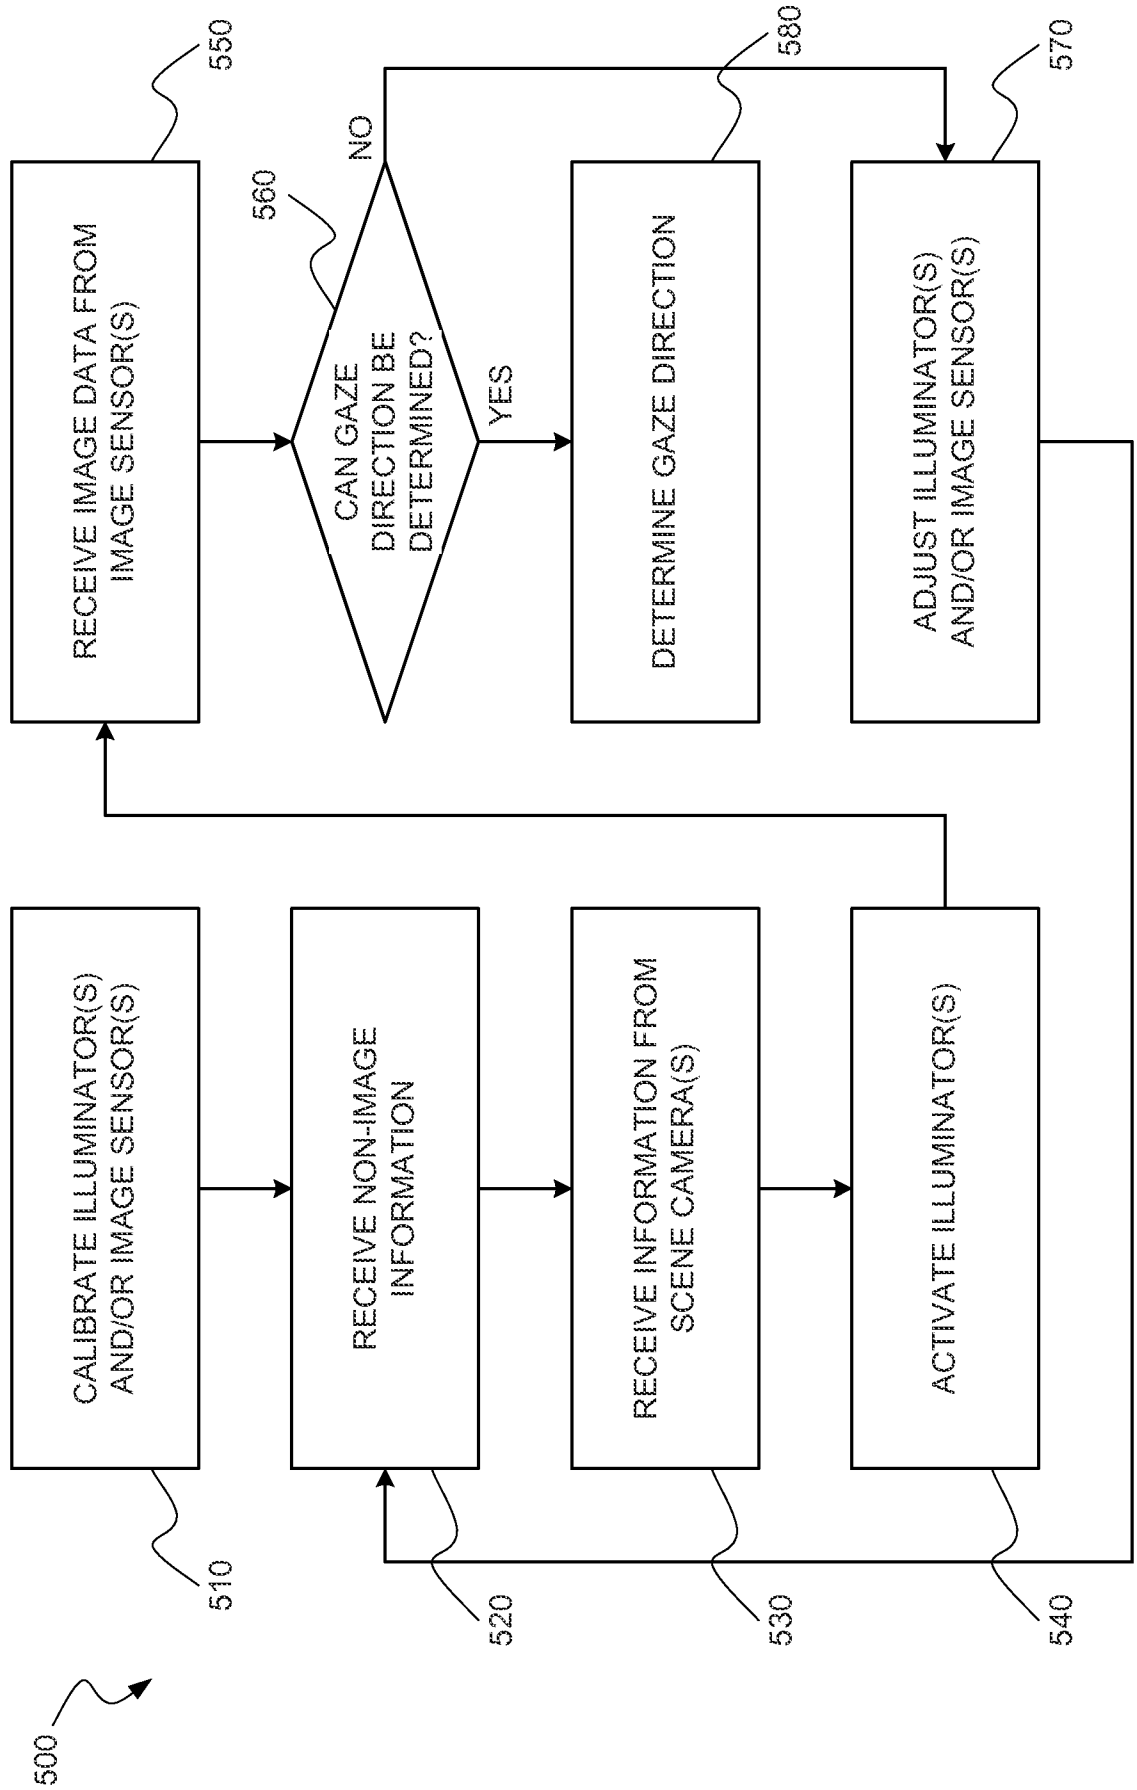 500
510
CALIBRATE ILLUMINATOR(S)
AND/OR IMAGE SENSOR(S)
520
RECEIVE NON-IMAGE
INFORMATION
530
RECEIVE INFORMATION FROM
SCENE CAMERA(S)
540
ACTIVATE ILLUMINATOR(S)
550
RECEIVE IMAGE DATA FROM
IMAGE SENSOR(S)
560
CAN GAZE
DIRECTION BE
DETERMINED?
NO
YES
580
DETERMINE GAZE DIRECTION
570
ADJUST ILLUMINATOR(S)
AND/OR IMAGE SENSOR(S)